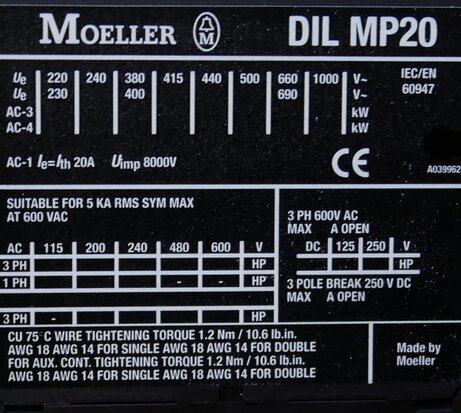 MOELLER M DIL MP20
Ue 220 240 380 415 440 500 660 1000 V~ IEC/EN
Ue 230 400 690 V~ 60947
AC-3 kW
AC-4 kW
AC-1 Ie=Ith 20A Uimp 8000V CE A039962
SUITABLE FOR 5 KA RMS SYM MAX
AT 600 VAC
AC 115 200 240 480 600 V
3 PH HP
1 PH - - HP
3 PH - HP
3 PH 600V AC
MAX A OPEN
DC 125 250 V
HP
3 POLE BREAK 250 V DC
MAX A OPEN
CU 75°C WIRE TIGHTENING TORQUE 1.2 Nm / 10.6 lb.in.
AWG 18 AWG 14 FOR SINGLE AWG 18 AWG 14 FOR DOUBLE
FOR AUX. CONT. TIGHTENING TORQUE 1.2 Nm / 10.6 lb.in.
AWG 18 AWG 14 FOR SINGLE AWG 18 AWG 14 FOR DOUBLE
Made by
Moeller